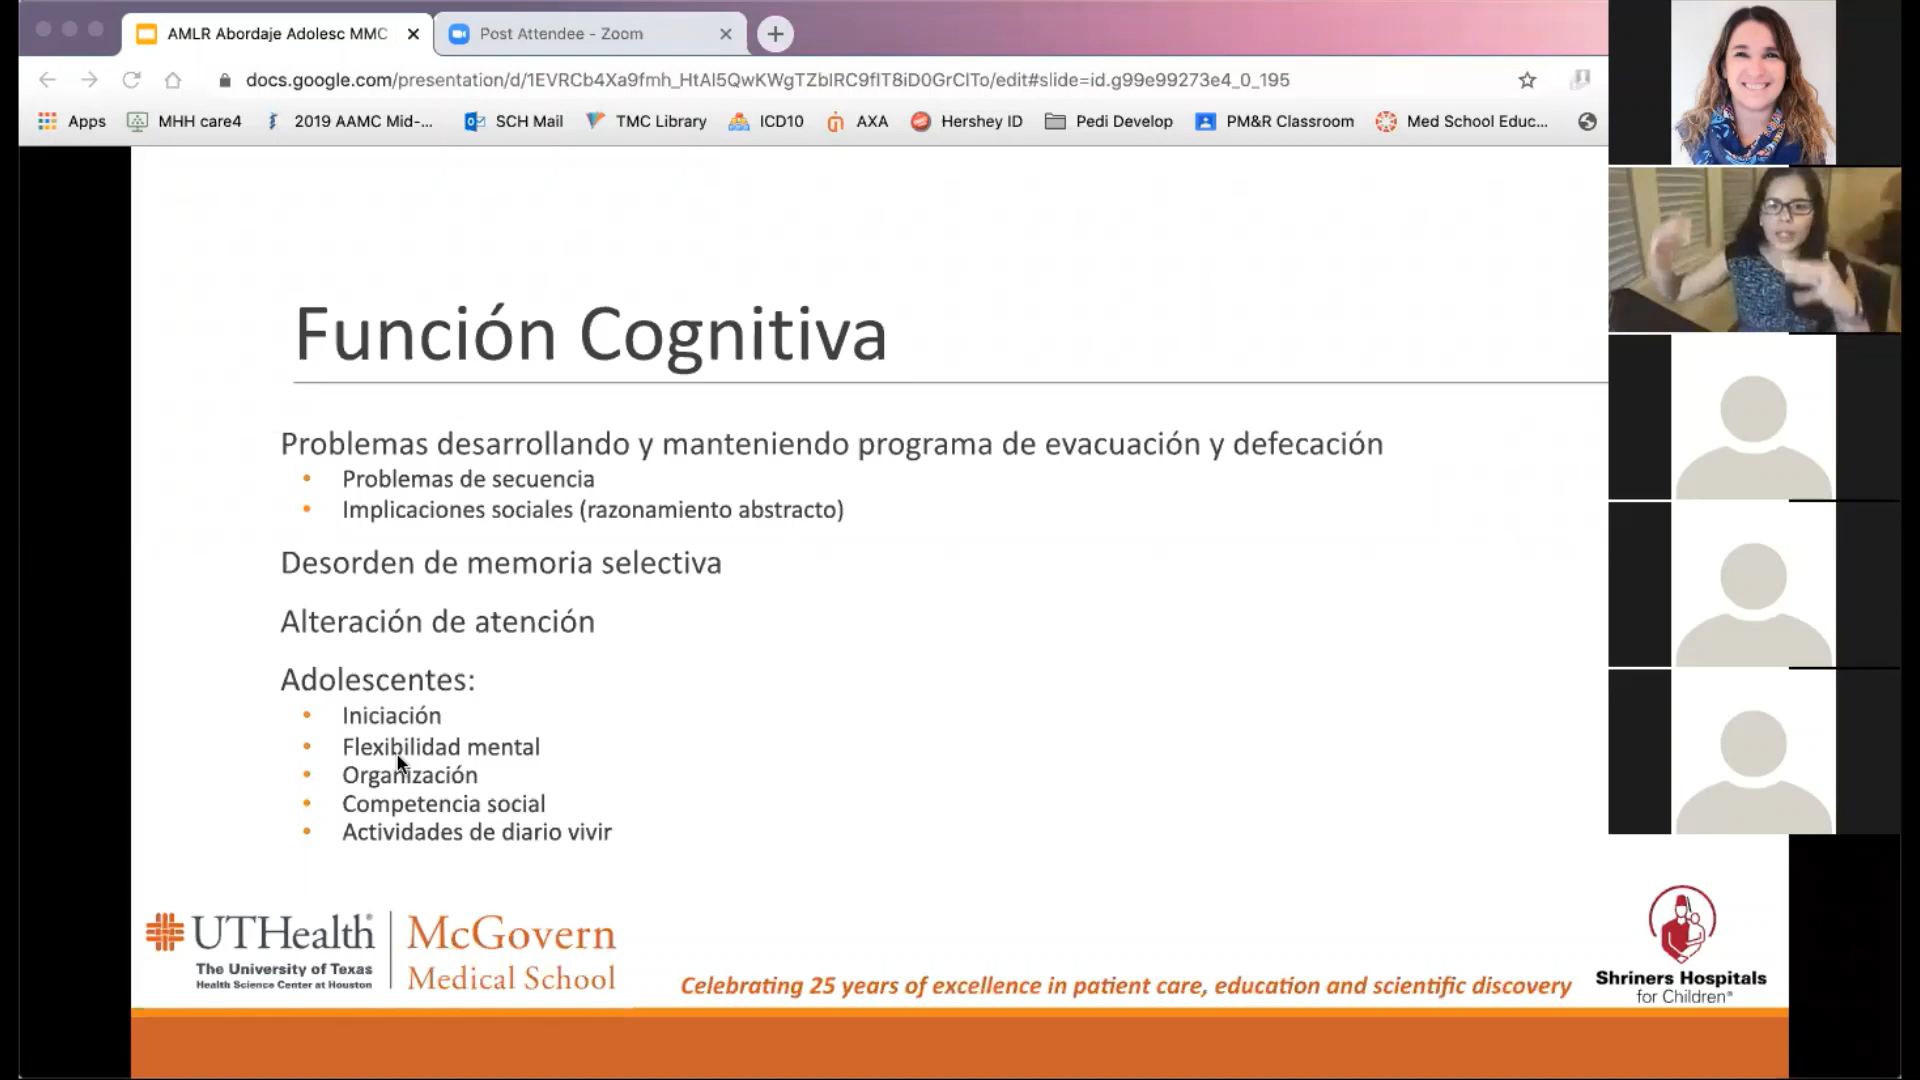 AMLR Abordaje Adolesc MMC
Post Attendee - Zoom
docs.google.com/presentation/d/1EVRCb4Xa9fmh_HtAl5QwKWgTZblRC9flT8iD0GrClTo/edit#slide=id.g99e99273e4_0_195
Apps MHH care4 2019 AAMC Mid-... SCH Mail TMC Library ICD10 AXA Hershey ID Pedi Develop PM&R Classroom Med School Educ...
Función Cognitiva
Problemas desarrollando y manteniendo programa de evacuación y defecación
• Problemas de secuencia
• Implicaciones sociales (razonamiento abstracto)
Desorden de memoria selectiva
Alteración de atención
Adolescentes:
• Iniciación
• Flexibilidad mental
• Organización
• Competencia social
• Actividades de diario vivir
UTHealth®
The University of Texas
Health Science Center at Houston
McGovern
Medical School
Celebrating 25 years of excellence in patient care, education and scientific discovery
Shriners Hospitals
for Children®